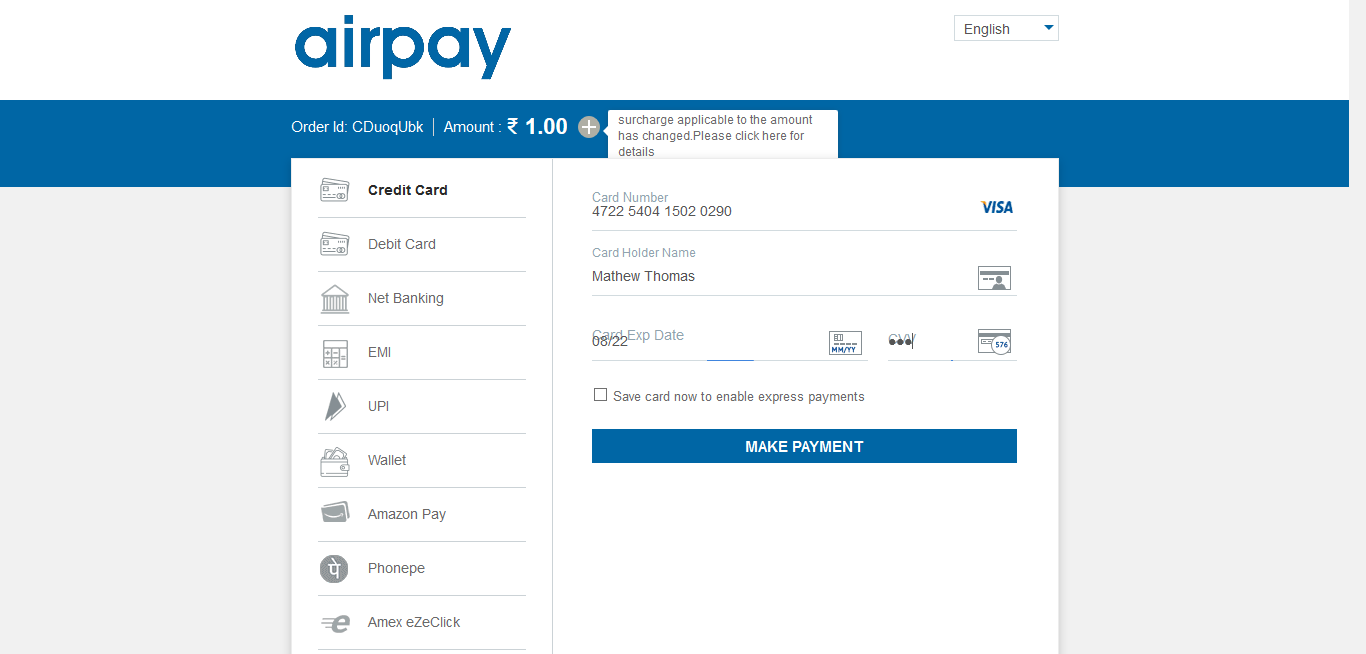 airpay
English
Order Id: CDuoqUbk | Amount : ₹ 1.00
surcharge applicable to the amount
has changed.Please click here for
details
Credit Card
Debit Card
Net Banking
EMI
UPI
Wallet
Amazon Pay
पे Phonepe
e Amex eZeClick
Card Number
4722 5404 1502 0290
VISA
Card Holder Name
Mathew Thomas
Card Exp Date
08/22
MM/YY
CVV
•••
576
Save card now to enable express payments
MAKE PAYMENT